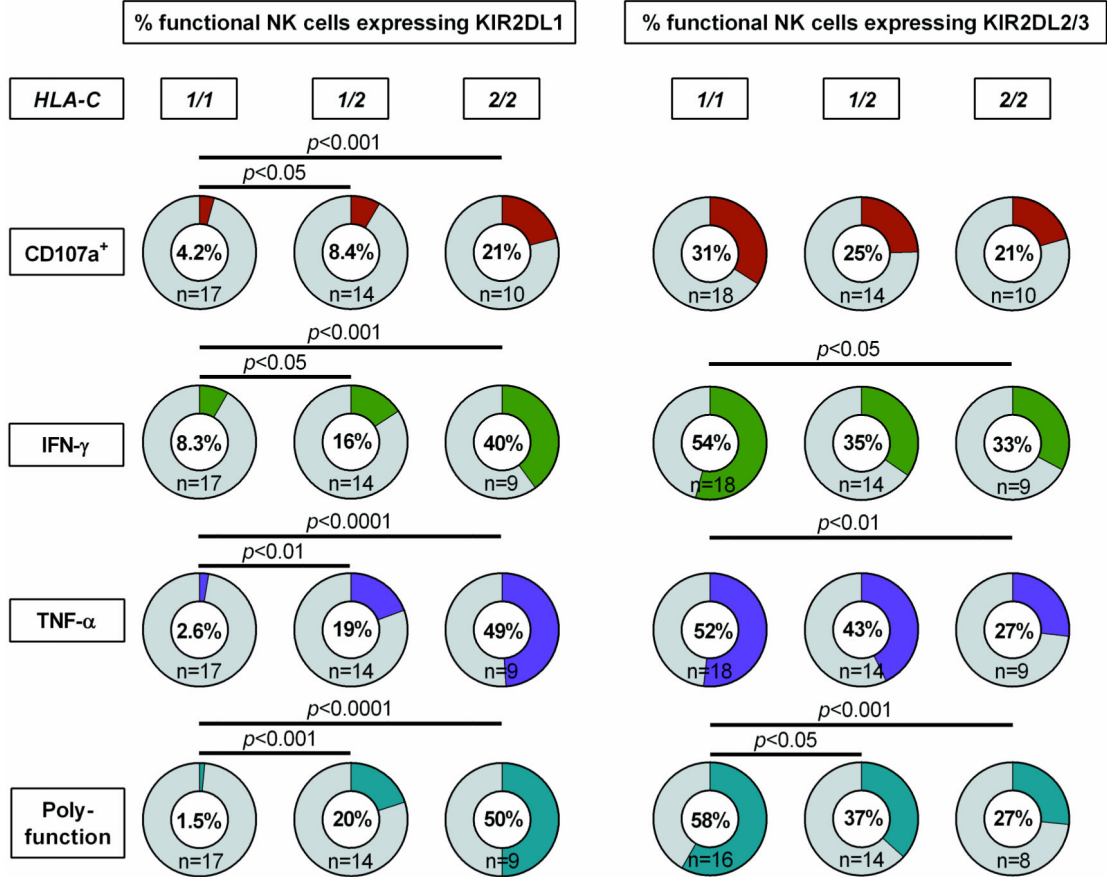 % functional NK cells expressing KIR2DL1 % functional NK cells expressing KIR2DL2/3
HLA-C 1/1 1/2 2/2 1/1 1/2 2/2
p<0.001
p<0.05
CD107a+ 4.2% 8.4% 21% 31% 25% 21%
n=17 n=14 n=10 n=18 n=14 n=10
p<0.001
p<0.05 p<0.05
IFN-γ 8.3% 16% 40% 54% 35% 33%
n=17 n=14 n=9 n=18 n=14 n=9
p<0.0001 p<0.01
p<0.01
TNF-α 2.6% 19% 49% 52% 43% 27%
n=17 n=14 n=9 n=18 n=14 n=9
p<0.0001 p<0.001
p<0.001 p<0.05
Poly-
function 1.5% 20% 50% 58% 37% 27%
n=17 n=14 n=9 n=16 n=14 n=8